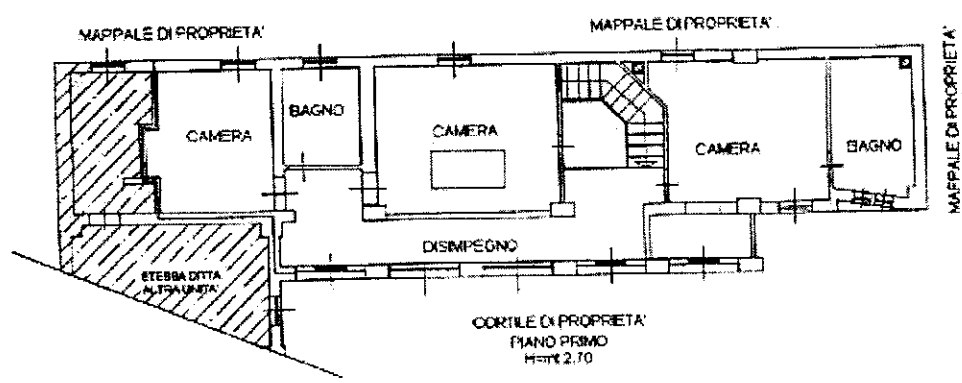 MAPPALE DI PROPRIETA'
MAPPALE DI PROPRIETA'
MAPPALE DI PROPRIETA'
BAGNO
CAMERA
CAMERA
CAMERA
BAGNO
DISIMPEGNO
STESSA DITTA
ALTRA UNITA'
CORTILE DI PROPRIETA'
PIANO PRIMO
H=mt 2.70